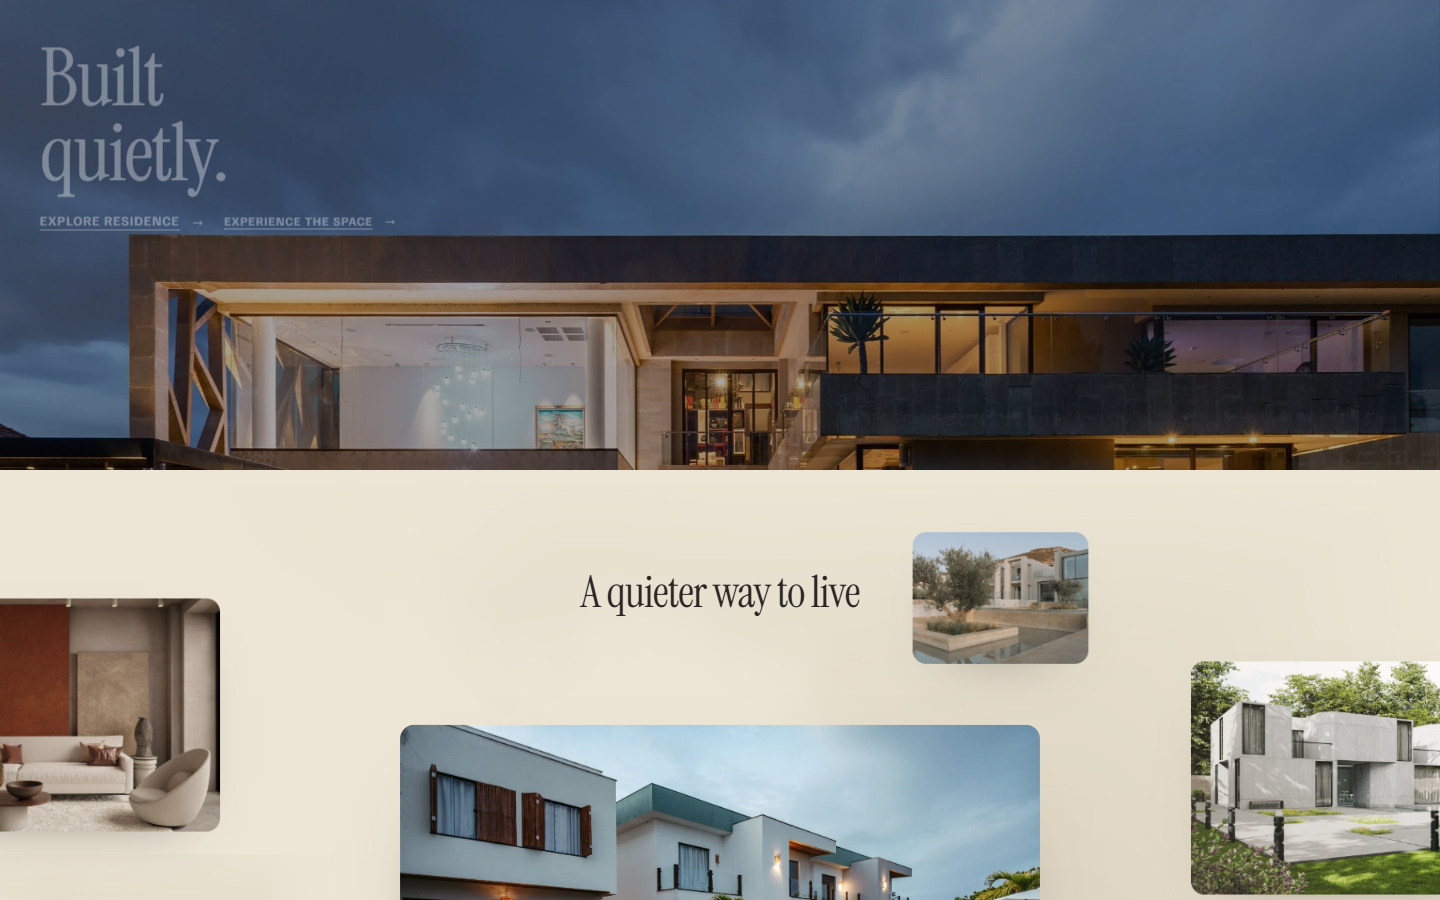 Built
quietly.
EXPLORE RESIDENCE → EXPERIENCE THE SPACE →
A quieter way to live